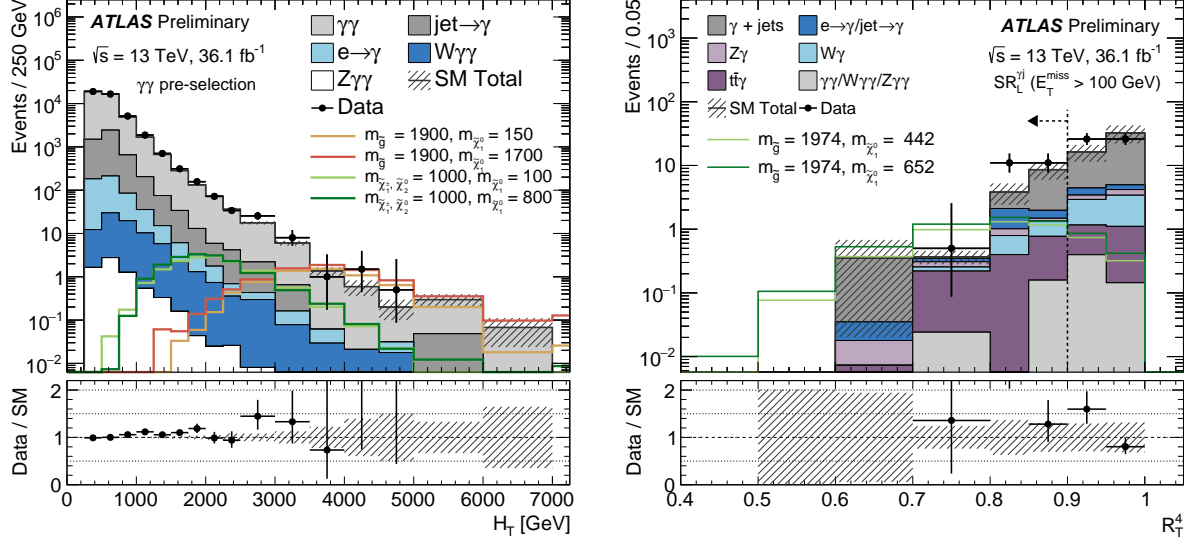 Events / 250 GeV
10⁶
10⁵
10⁴
10³
10²
10
1
10⁻¹
10⁻²
ATLAS Preliminary
√s = 13 TeV, 36.1 fb⁻¹
γγ pre-selection
γγ
jet→γ
e→γ
Wγγ
Zγγ
SM Total
Data
m_g̃ = 1900, m_χ̃₁⁰ = 150
m_g̃ = 1900, m_χ̃₁⁰ = 1700
m_χ̃₁±, χ̃₂⁰ = 1000, m_χ̃₁⁰ = 100
m_χ̃₁±, χ̃₂⁰ = 1000, m_χ̃₁⁰ = 800
Data / SM
2
1
0
0 1000 2000 3000 4000 5000 6000 7000
H_T [GeV]
Events / 0.05
10³
10²
10
1
10⁻¹
10⁻²
γ + jets
e→γ/jet→γ
Zγ
Wγ
tt̄γ
γγ/Wγγ/Zγγ
SM Total
Data
ATLAS Preliminary
√s = 13 TeV, 36.1 fb⁻¹
SR_L^γj (E_T^miss > 100 GeV)
m_g̃ = 1974, m_χ̃₁⁰ = 442
m_g̃ = 1974, m_χ̃₁⁰ = 652
Data / SM
2
1
0
0.4 0.5 0.6 0.7 0.8 0.9 1
R_T⁴